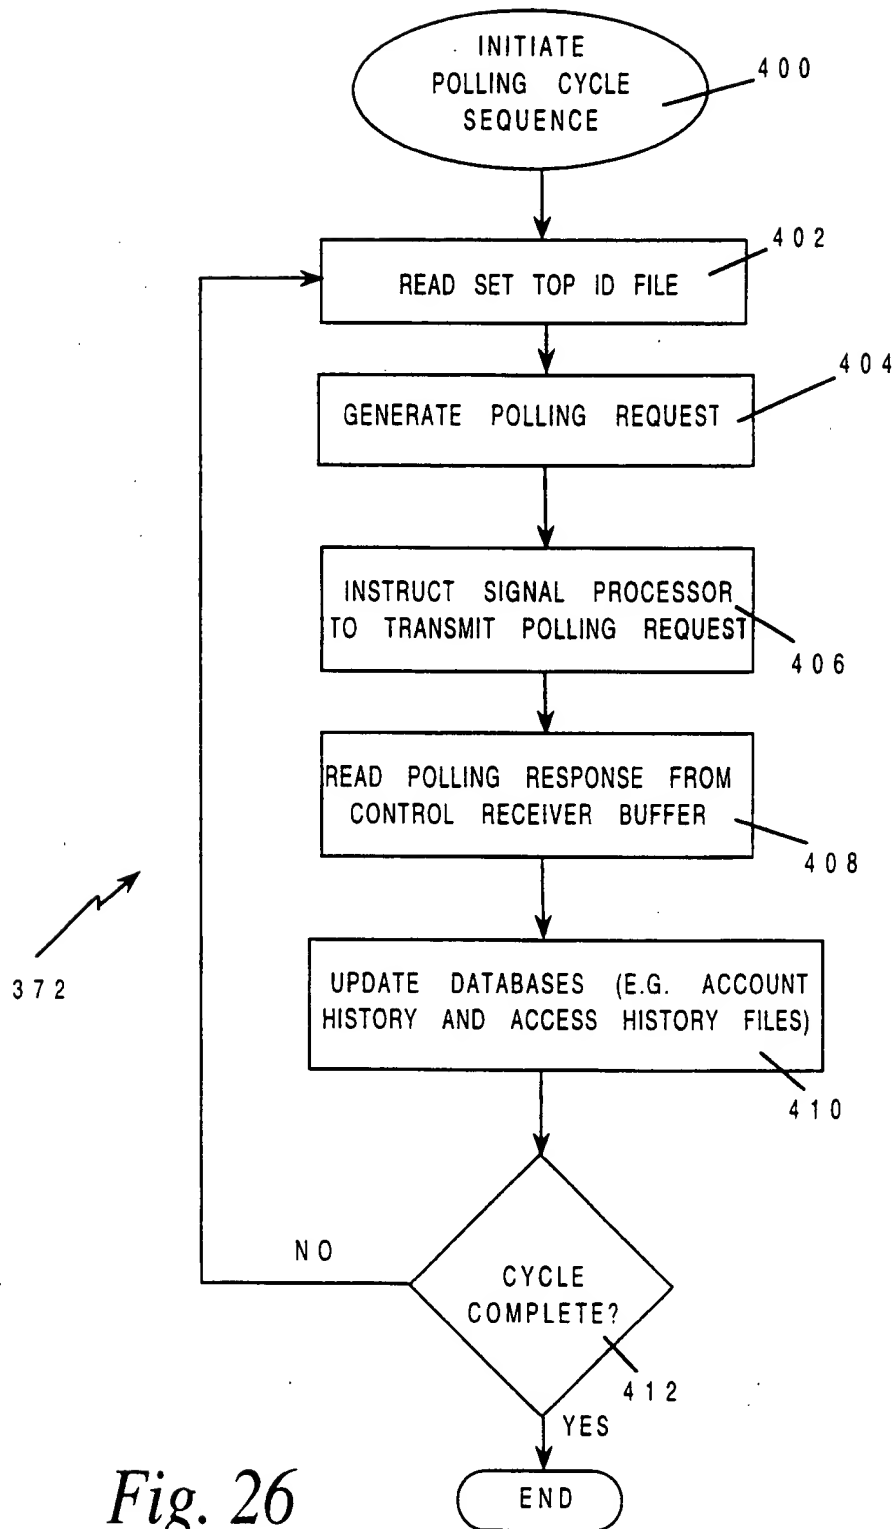 INITIATE
POLLING CYCLE
SEQUENCE
400
402
READ SET TOP ID FILE
404
GENERATE POLLING REQUEST
INSTRUCT SIGNAL PROCESSOR
TO TRANSMIT POLLING REQUEST
406
READ POLLING RESPONSE FROM
CONTROL RECEIVER BUFFER
408
372
UPDATE DATABASES (E.G. ACCOUNT
HISTORY AND ACCESS HISTORY FILES)
410
NO
CYCLE
COMPLETE?
412
YES
END
Fig. 26